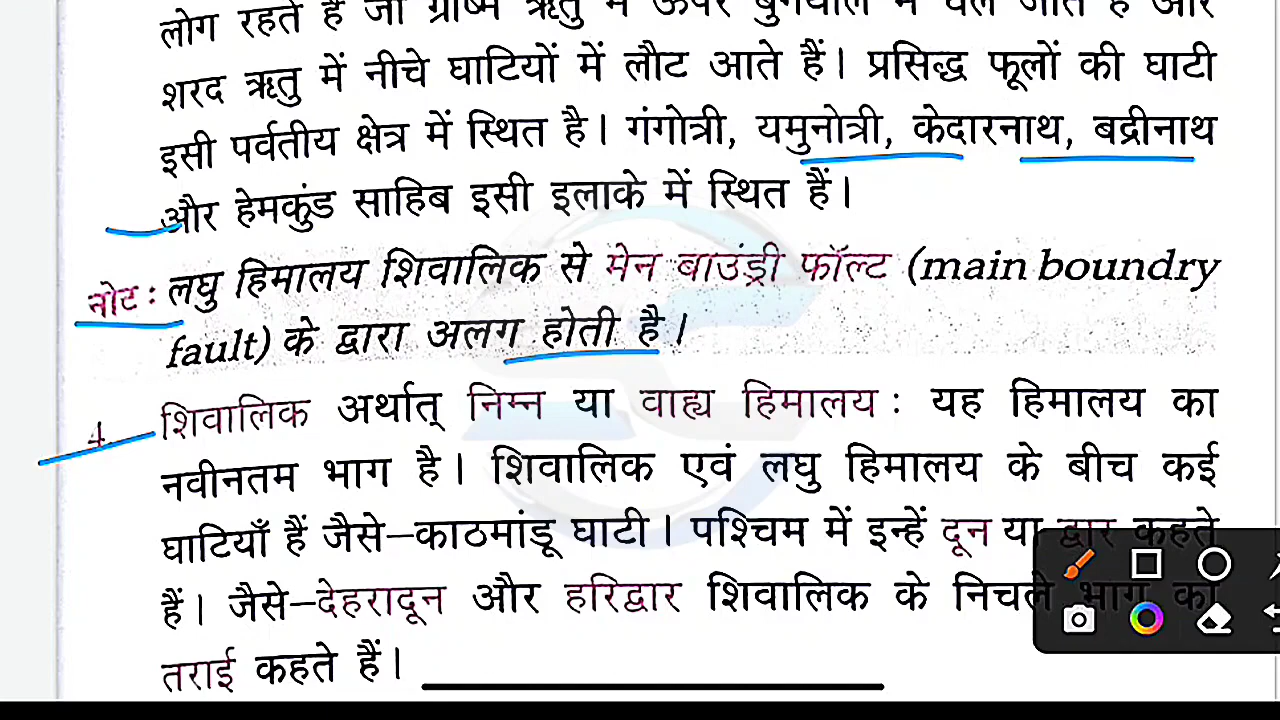 लोग रहते हैं जो ग्रीष्म ऋतु में ऊपर बुग्याल में चले जाते हैं और
शरद ऋतु में नीचे घाटियों में लौट आते हैं। प्रसिद्ध फूलों की घाटी
इसी पर्वतीय क्षेत्र में स्थित है। गंगोत्री, यमुनोत्री, केदारनाथ, बद्रीनाथ
और हेमकुंड साहिब इसी इलाके में स्थित हैं।
नोट: लघु हिमालय शिवालिक से मेन बाउंड्री फॉल्ट (main boundry
fault) के द्वारा अलग होती है।
4. शिवालिक अर्थात् निम्न या वाह्य हिमालय: यह हिमालय का
नवीनतम भाग है। शिवालिक एवं लघु हिमालय के बीच कई
घाटियाँ हैं जैसे–काठमांडू घाटी। पश्चिम में इन्हें दून या द्वार कहते
हैं। जैसे–देहरादून और हरिद्वार शिवालिक के निचले भाग को
तराई कहते हैं।